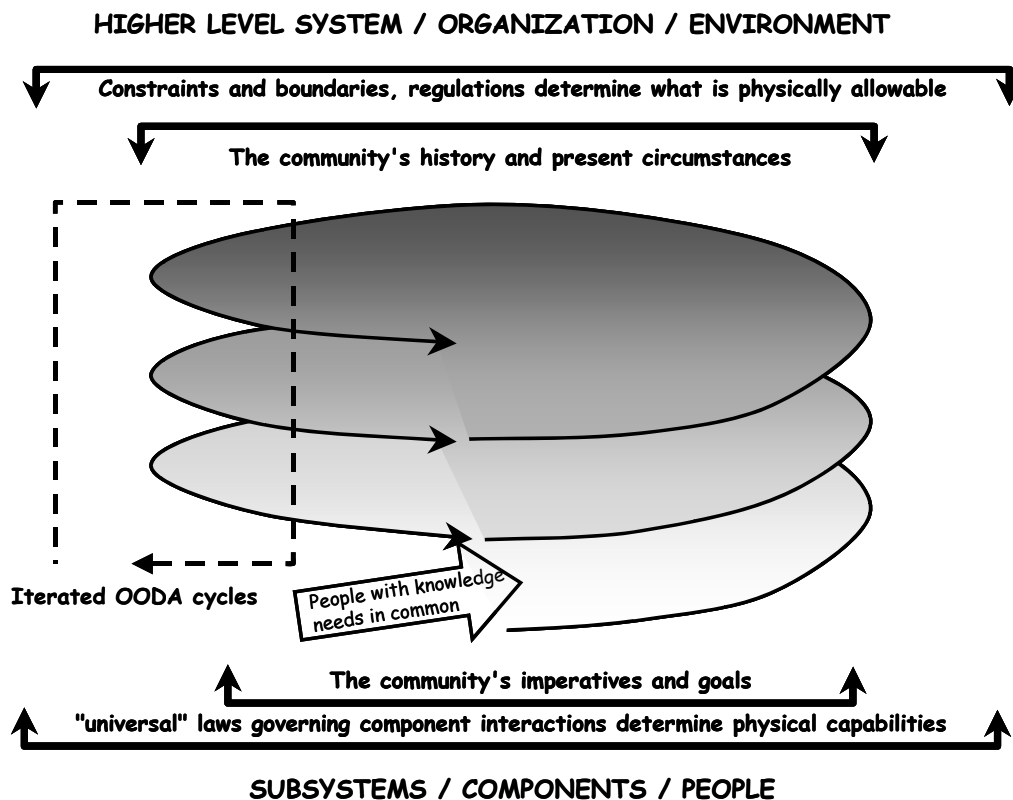 HIGHER LEVEL SYSTEM / ORGANIZATION / ENVIRONMENT
Constraints and boundaries, regulations determine what is physically allowable
The community's history and present circumstances
Iterated OODA cycles
People with knowledge
needs in common
The community's imperatives and goals
"universal" laws governing component interactions determine physical capabilities
SUBSYSTEMS / COMPONENTS / PEOPLE